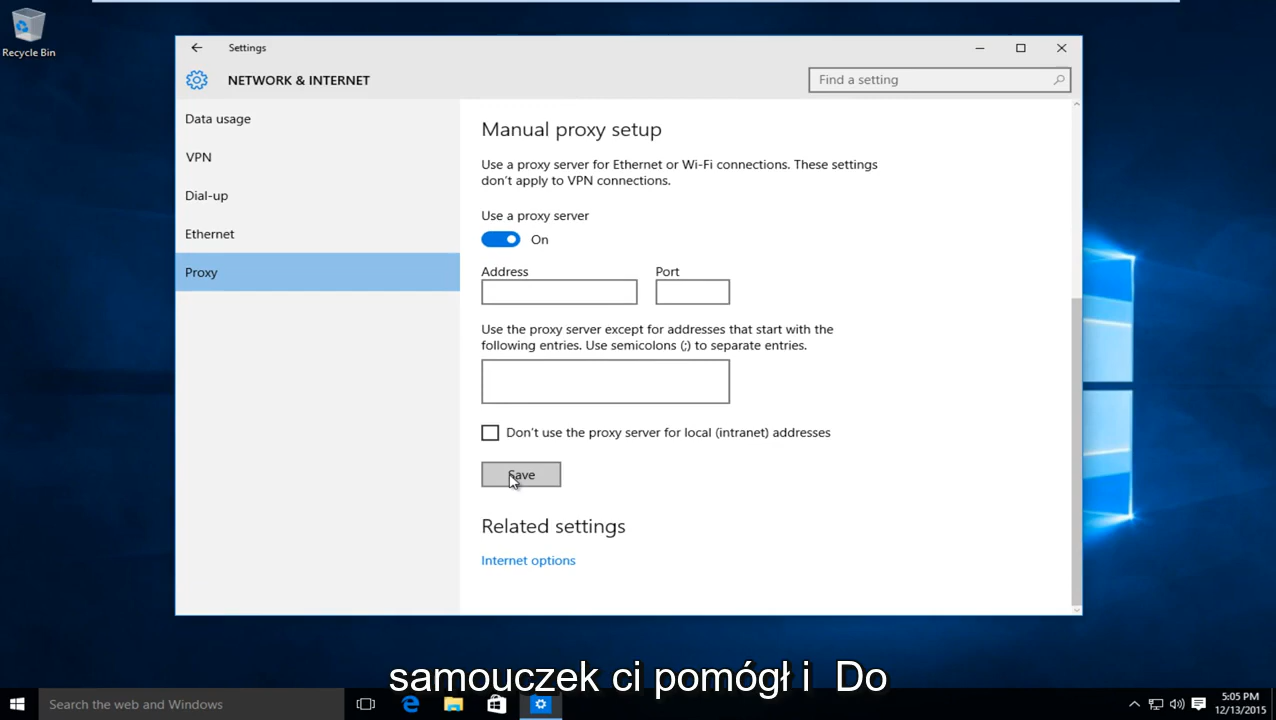 Recycle Bin
Settings
NETWORK & INTERNET
Find a setting
Data usage
VPN
Dial-up
Ethernet
Proxy
Manual proxy setup
Use a proxy server for Ethernet or Wi-Fi connections. These settings
don't apply to VPN connections.
Use a proxy server
On
Address Port
Use the proxy server except for addresses that start with the
following entries. Use semicolons (;) to separate entries.
Don't use the proxy server for local (intranet) addresses
Save
Related settings
Internet options
samouczek ci pomógł i Do
Search the web and Windows
5:05 PM
12/13/2015